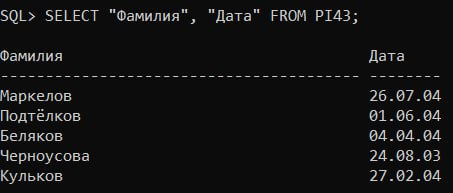 SQL> SELECT "Фамилия", "Дата" FROM PI43;
Фамилия Дата
---------------------------------------- --------
Маркелов 26.07.04
Подтёлков 01.06.04
Беляков 04.04.04
Черноусова 24.08.03
Кульков 27.02.04